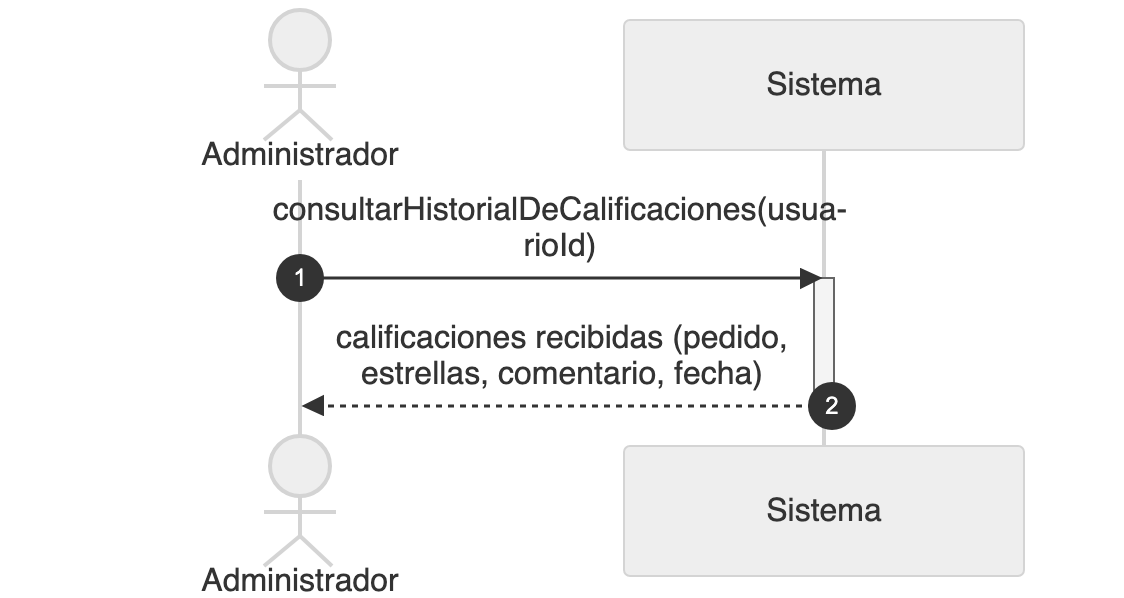 Sistema
Administrador
consultarHistorialDeCalificaciones(usua-
rioId)
1
calificaciones recibidas (pedido,
estrellas, comentario, fecha)
2
Sistema
Administrador